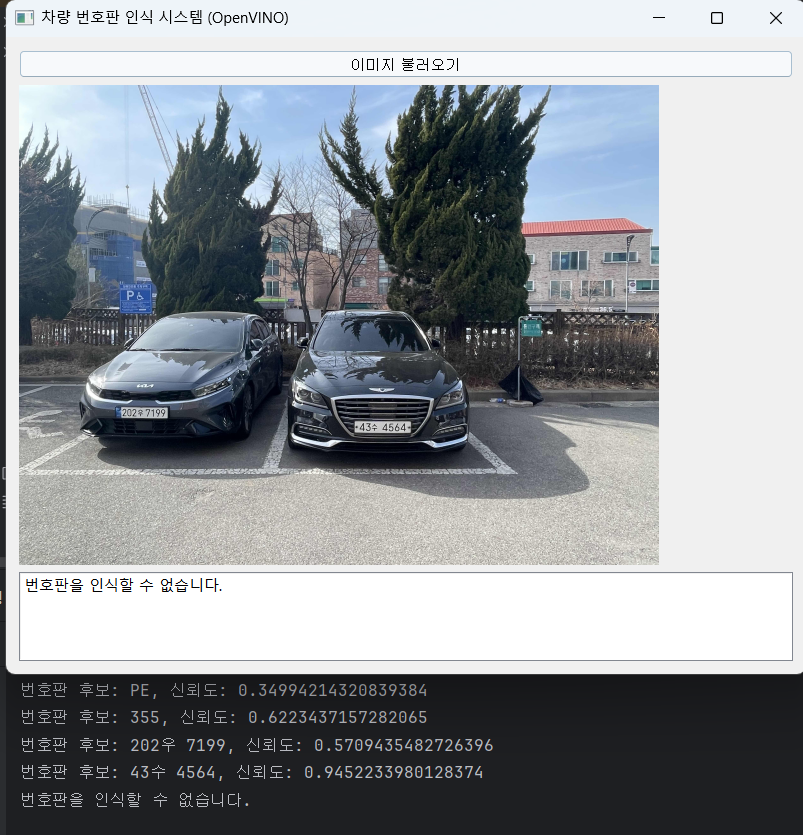 차량 번호판 인식 시스템 (OpenVINO)
이미지 불러오기
P
KIA
202우 7199
43수 4564
번호판을 인식할 수 없습니다.
번호판 후보: PE, 신뢰도: 0.34994214320839384
번호판 후보: 355, 신뢰도: 0.6223437157282065
번호판 후보: 202우 7199, 신뢰도: 0.5709435482726396
번호판 후보: 43수 4564, 신뢰도: 0.9452233980128374
번호판을 인식할 수 없습니다.